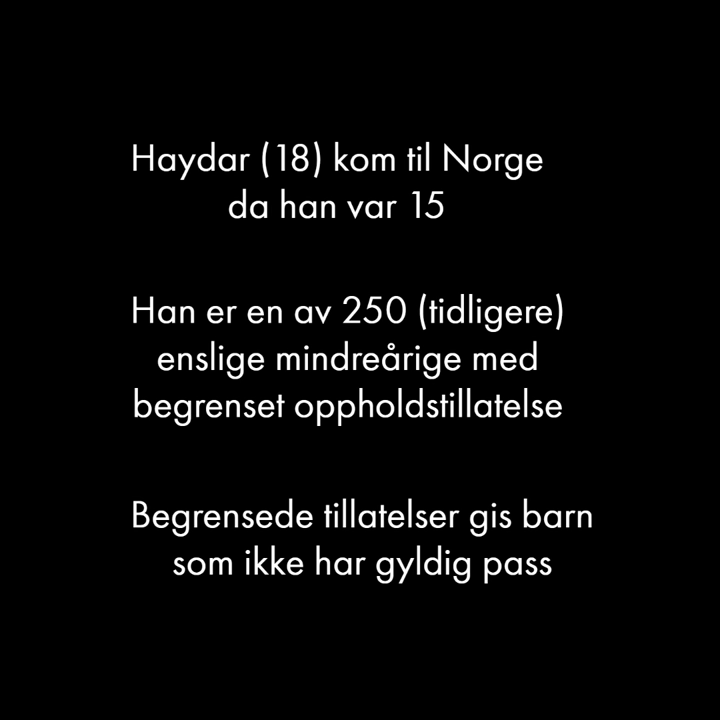 Haydar (18) kom til Norge
da han var 15
Han er en av 250 (tidligere)
enslige mindreårige med
begrenset oppholdstillatelse
Begrensede tillatelser gis barn
som ikke har gyldig pass